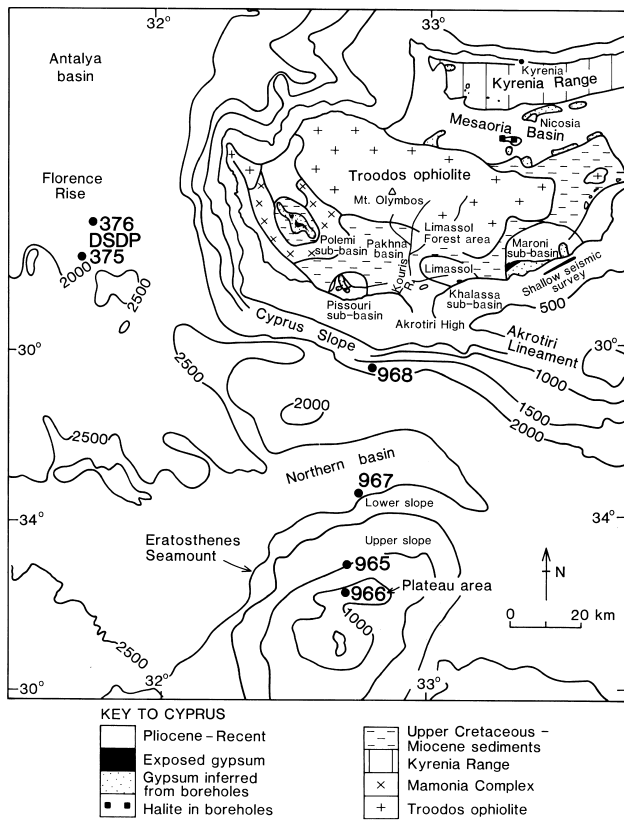 32°
33°
Antalya
basin
Kyrenia
Kyrenia Range
Mesaoria Basin
Nicosia
Troodos ophiolite
Mt. Olymbos
Florence
Rise
376
DSDP
375
2000
2500
Polemi
sub-basin
Pakhna
basin
Limassol
Forest area
Maroni
sub-basin
Limassol
Kouris R.
Khalassa
sub-basin
Shallow seismic
survey
500
Pissouri
sub-basin
Akrotiri High
Akrotiri
Lineament
Cyprus Slope
30°
30°
1000
1500
2000
968
2500
2000
2500
Northern basin
967
Lower slope
34°
34°
Eratosthenes
Seamount
Upper slope
965
966
Plateau area
1000
N
0 20 km
2500
30°
32°
33°
30°
KEY TO CYPRUS
Pliocene – Recent
Exposed gypsum
Gypsum inferred
from boreholes
Halite in boreholes
Upper Cretaceous –
Miocene sediments
Kyrenia Range
Mamonia Complex
Troodos ophiolite